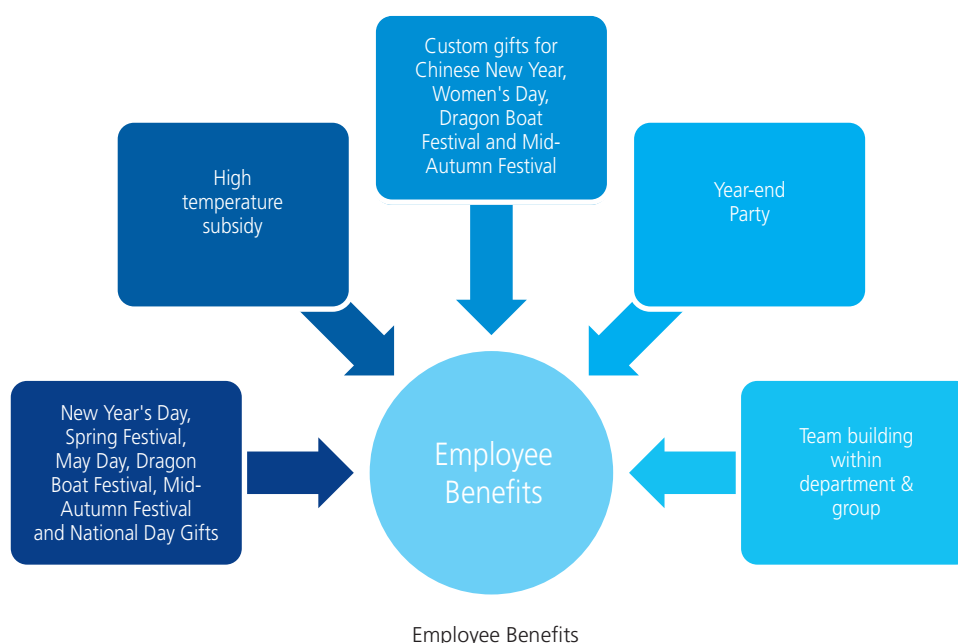 Custom gifts for
Chinese New Year,
Women's Day,
Dragon Boat
Festival and Mid-
Autumn Festival
High
temperature
subsidy
Year-end
Party
New Year's Day,
Spring Festival,
May Day, Dragon
Boat Festival, Mid-
Autumn Festival
and National Day Gifts
Employee
Benefits
Team building
within
department &
group
Employee Benefits